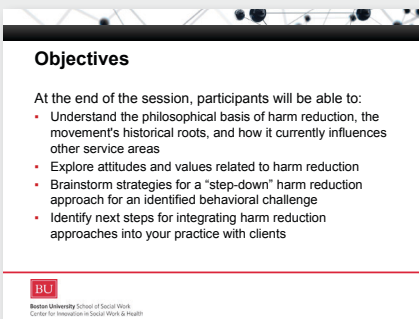 Objectives
At the end of the session, participants will be able to:
▪ Understand the philosophical basis of harm reduction, the
movement's historical roots, and how it currently influences
other service areas
▪ Explore attitudes and values related to harm reduction
▪ Brainstorm strategies for a “step-down” harm reduction
approach for an identified behavioral challenge
▪ Identify next steps for integrating harm reduction
approaches into your practice with clients
BU
Boston University School of Social Work
Center for Innovation in Social Work & Health